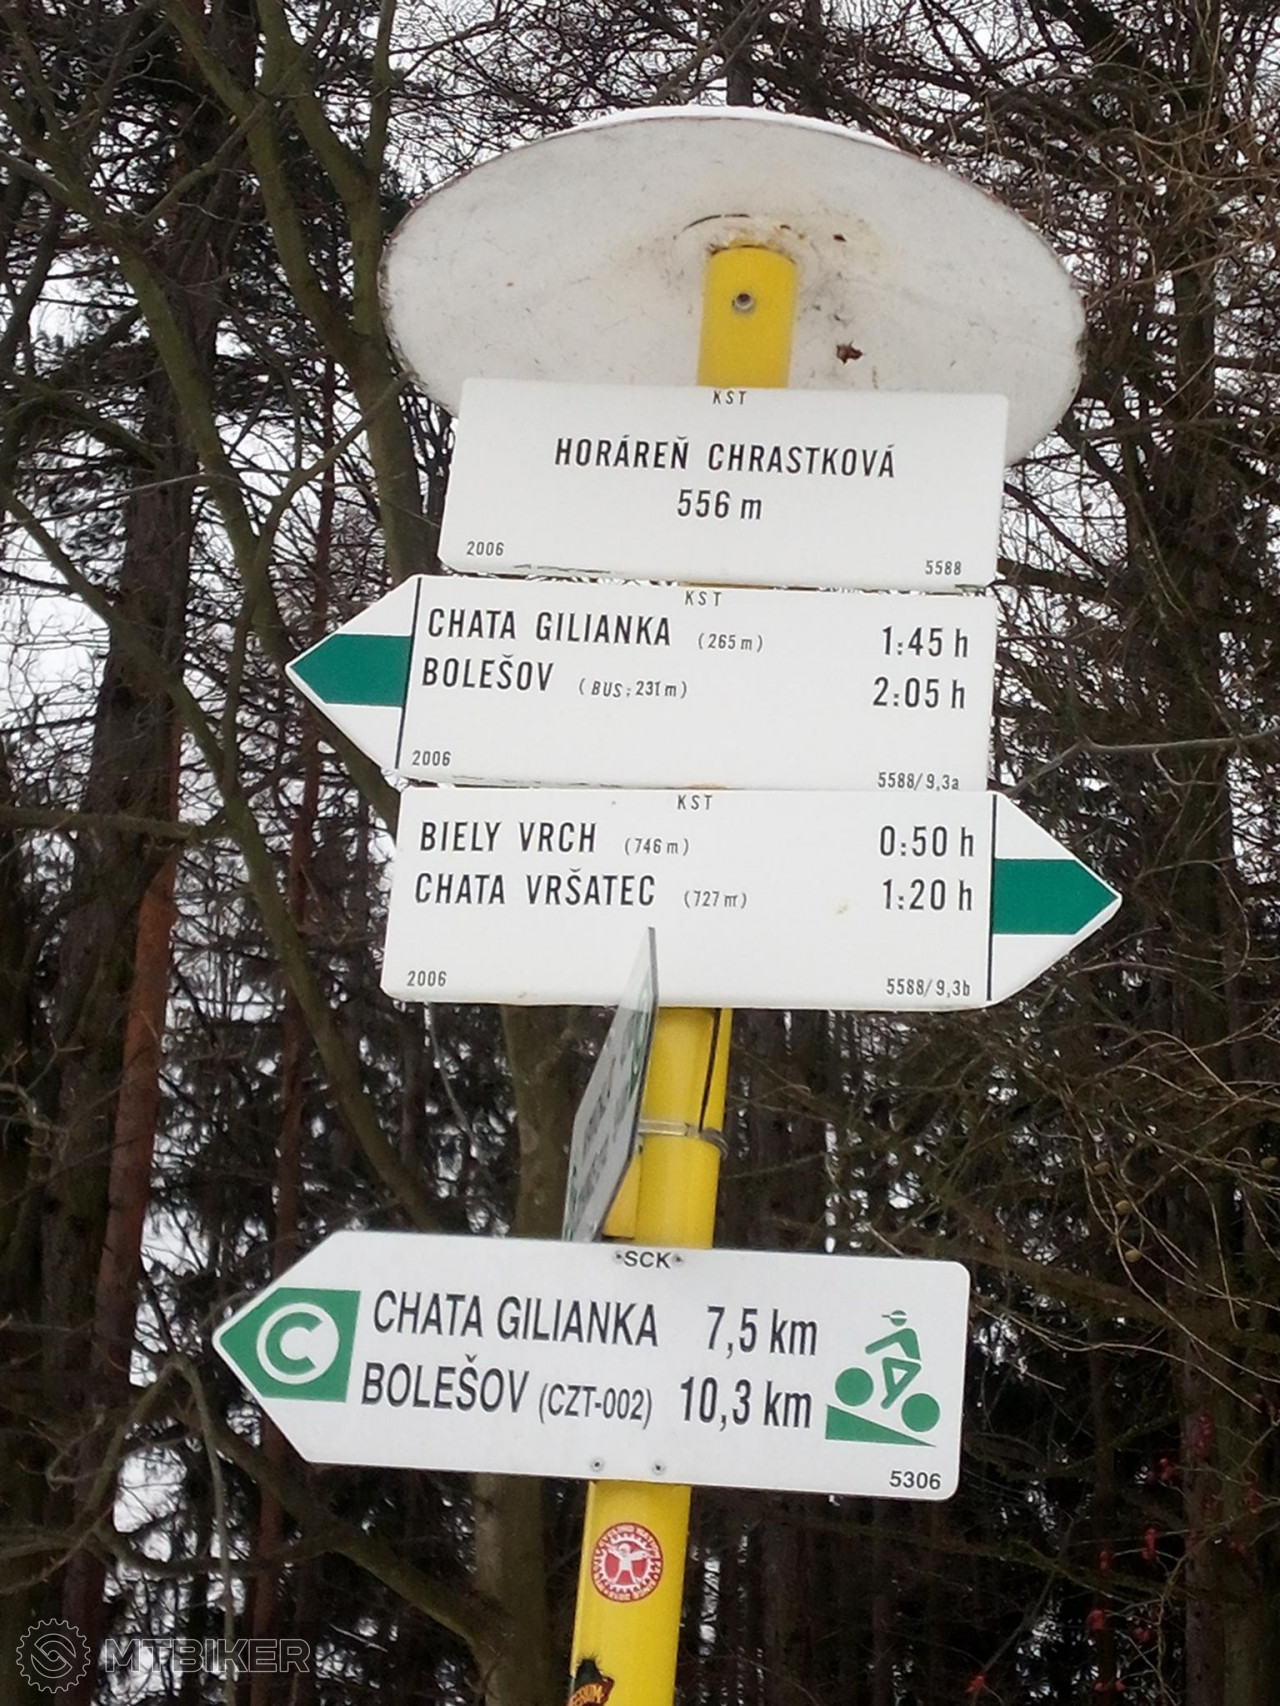 KST
HORÁREŇ CHRASTKOVÁ
556 m
2006 5588
KST
CHATA GILIANKA (265 m) 1:45 h
BOLEŠOV (BUS; 231 m) 2:05 h
2006 5588/9,3a
KST
BIELY VRCH (746 m) 0:50 h
CHATA VRŠATEC (727 m) 1:20 h
2006 5588/9,3b
SCK
C
CHATA GILIANKA 7,5 km
BOLEŠOV (CZT-002) 10,3 km
5306
MTBIKER